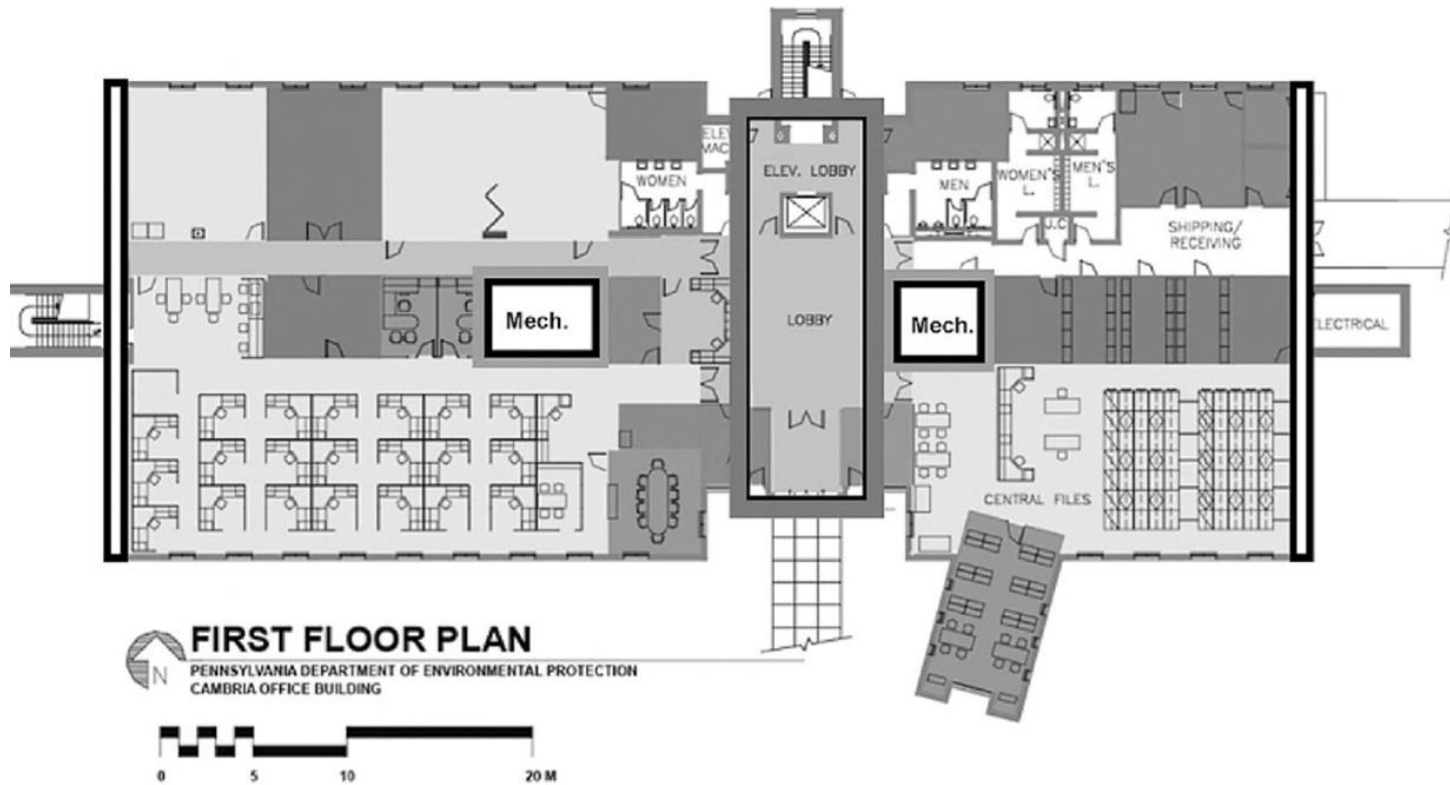 ELEV.
MAC
ELEV. LOBBY
WOMEN
MEN
WOMEN'S
L.
MEN'S
L.
J.C
SHIPPING/
RECEIVING
Mech.
LOBBY
Mech.
ELECTRICAL
CENTRAL FILES
FIRST FLOOR PLAN
N
PENNSYLVANIA DEPARTMENT OF ENVIRONMENTAL PROTECTION
CAMBRIA OFFICE BUILDING
0 5 10 20 M